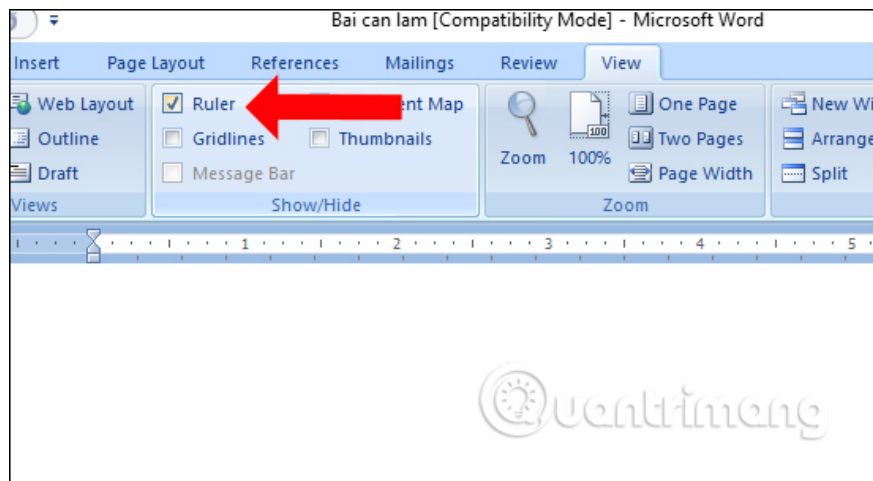 Bai can lam [Compatibility Mode] - Microsoft Word
Insert Page Layout References Mailings Review View
Web Layout Ruler ent Map One Page New Wi
Outline Gridlines Thumbnails Two Pages Arrange
Draft Message Bar Zoom 100% Page Width Split
Views Show/Hide Zoom
1 2 3 4 5
Quantrimang